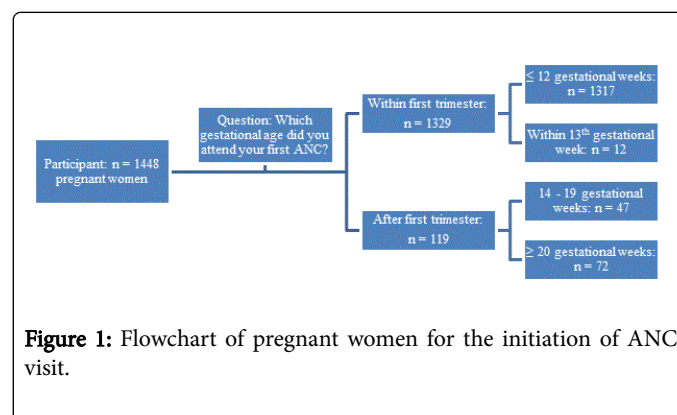 Participant: n = 1448
pregnant women
Question: Which
gestational age did you
attend your first ANC?
Within first trimester:
n = 1329
≤ 12 gestational weeks:
n = 1317
Within 13th gestational
week: n = 12
After first trimester:
n = 119
14 - 19 gestational
weeks: n = 47
≥ 20 gestational weeks:
n = 72
Figure 1: Flowchart of pregnant women for the initiation of ANC
visit.